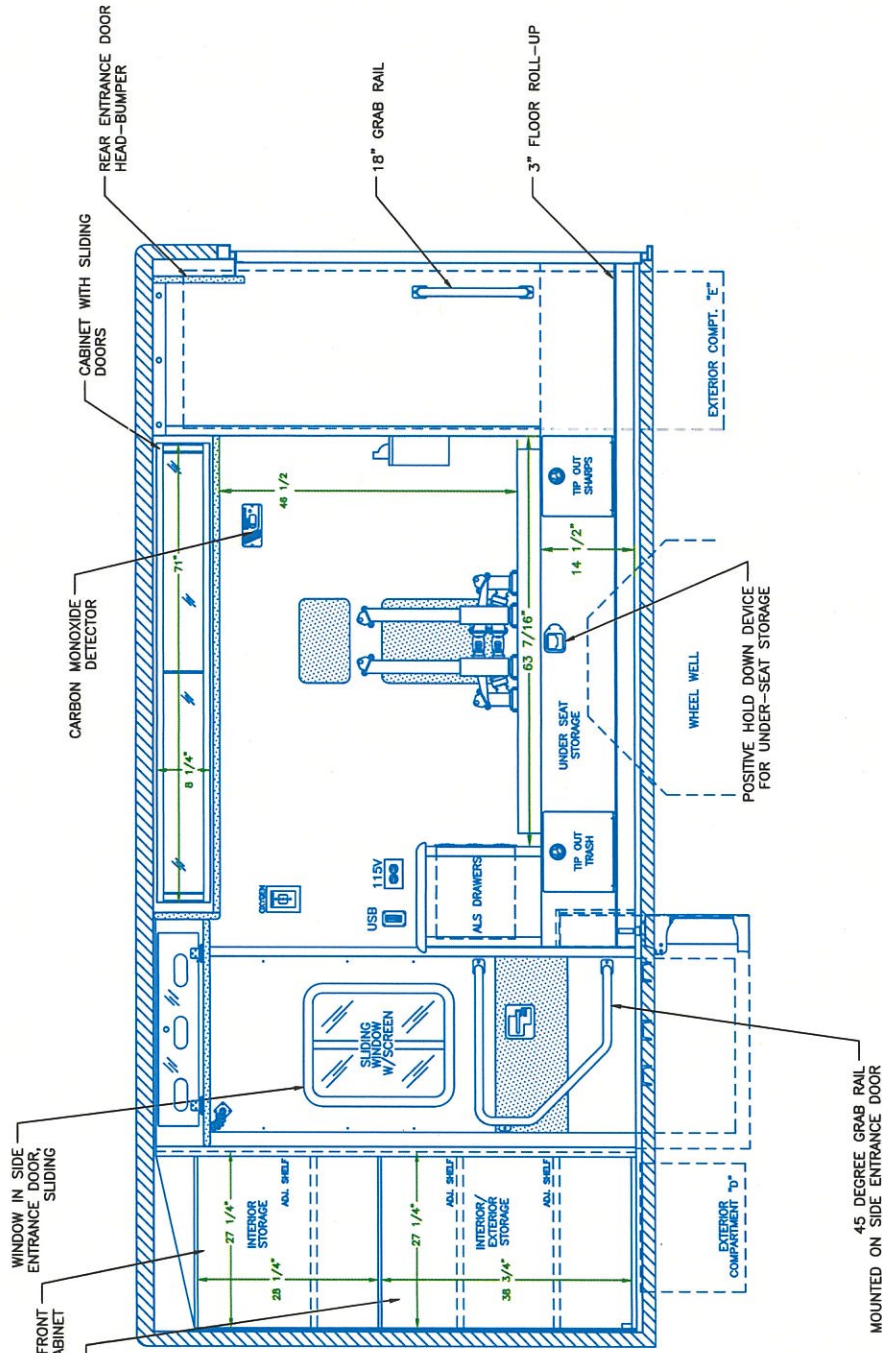 WINDOW IN SIDE
ENTRANCE DOOR,
SLIDING
FRONT
CARBON MONOXIDE
DETECTOR
CABINET WITH SLIDING
DOORS
REAR ENTRANCE DOOR
HEAD-BUMPER
18" GRAB RAIL
3" FLOOR ROLL-UP
71"
8 1/4"
46 1/2
OXYGEN
USB
115V
SLIDING
WINDOW
W/SCREEN
ALS DRAWERS
63 7/16"
14 1/2"
UNDER SEAT
STORAGE
TIP OUT
TRASH
TIP OUT
SHARPS
INTERIOR
STORAGE
27 1/4"
28 1/4"
ADJ. SHELF
INTERIOR/
EXTERIOR
STORAGE
27 1/4"
38 3/4"
ADJ. SHELF
ADJ. SHELF
EXTERIOR
COMPARTMENT "D"
WHEEL WELL
EXTERIOR COMPT. "E"
POSITIVE HOLD DOWN DEVICE
FOR UNDER-SEAT STORAGE
45 DEGREE GRAB RAIL
MOUNTED ON SIDE ENTRANCE DOOR